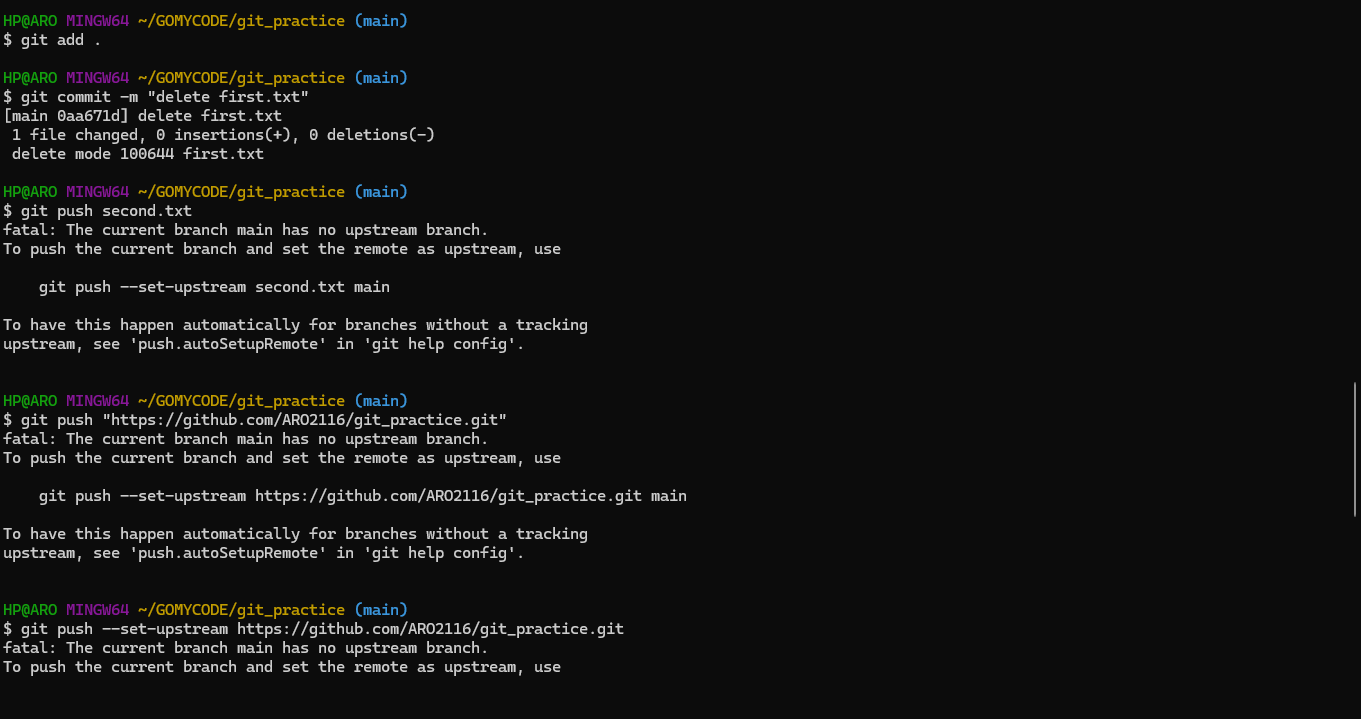 HP@ARO MINGW64 ~/GOMYCODE/git_practice (main)
$ git add .
HP@ARO MINGW64 ~/GOMYCODE/git_practice (main)
$ git commit -m "delete first.txt"
[main 0aa671d] delete first.txt
 1 file changed, 0 insertions(+), 0 deletions(-)
 delete mode 100644 first.txt
HP@ARO MINGW64 ~/GOMYCODE/git_practice (main)
$ git push second.txt
fatal: The current branch main has no upstream branch.
To push the current branch and set the remote as upstream, use
    git push --set-upstream second.txt main
To have this happen automatically for branches without a tracking
upstream, see 'push.autoSetupRemote' in 'git help config'.
HP@ARO MINGW64 ~/GOMYCODE/git_practice (main)
$ git push "https://github.com/ARO2116/git_practice.git"
fatal: The current branch main has no upstream branch.
To push the current branch and set the remote as upstream, use
    git push --set-upstream https://github.com/ARO2116/git_practice.git main
To have this happen automatically for branches without a tracking
upstream, see 'push.autoSetupRemote' in 'git help config'.
HP@ARO MINGW64 ~/GOMYCODE/git_practice (main)
$ git push --set-upstream https://github.com/ARO2116/git_practice.git
fatal: The current branch main has no upstream branch.
To push the current branch and set the remote as upstream, use